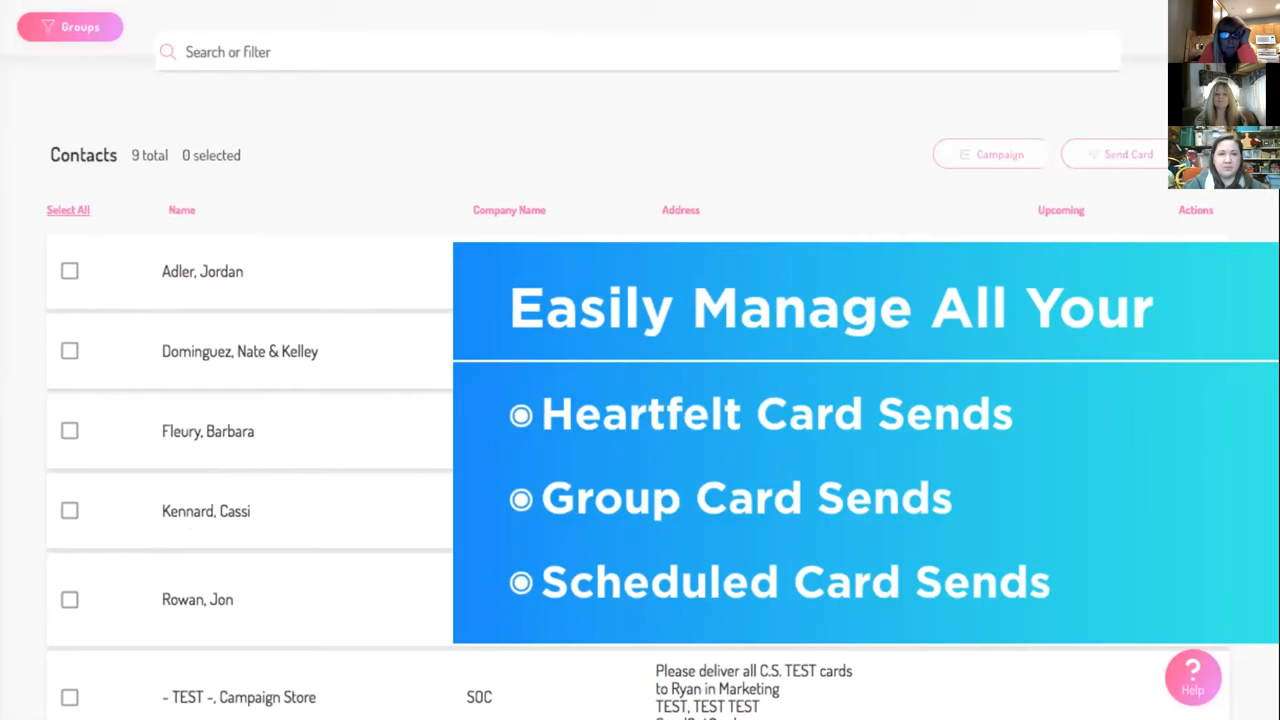 Groups
Search or filter
Contacts 9 total 0 selected
Campaign
Send Card
Select All Name Company Name Address Upcoming Actions
Adler, Jordan
Easily Manage All Your
Dominguez, Nate & Kelley
Heartfelt Card Sends
Fleury, Barbara
Group Card Sends
Kennard, Cassi
Scheduled Card Sends
Rowan, Jon
- TEST -, Campaign Store
SOC
Please deliver all C.S. TEST cards
to Ryan in Marketing
TEST, TEST TEST
Help